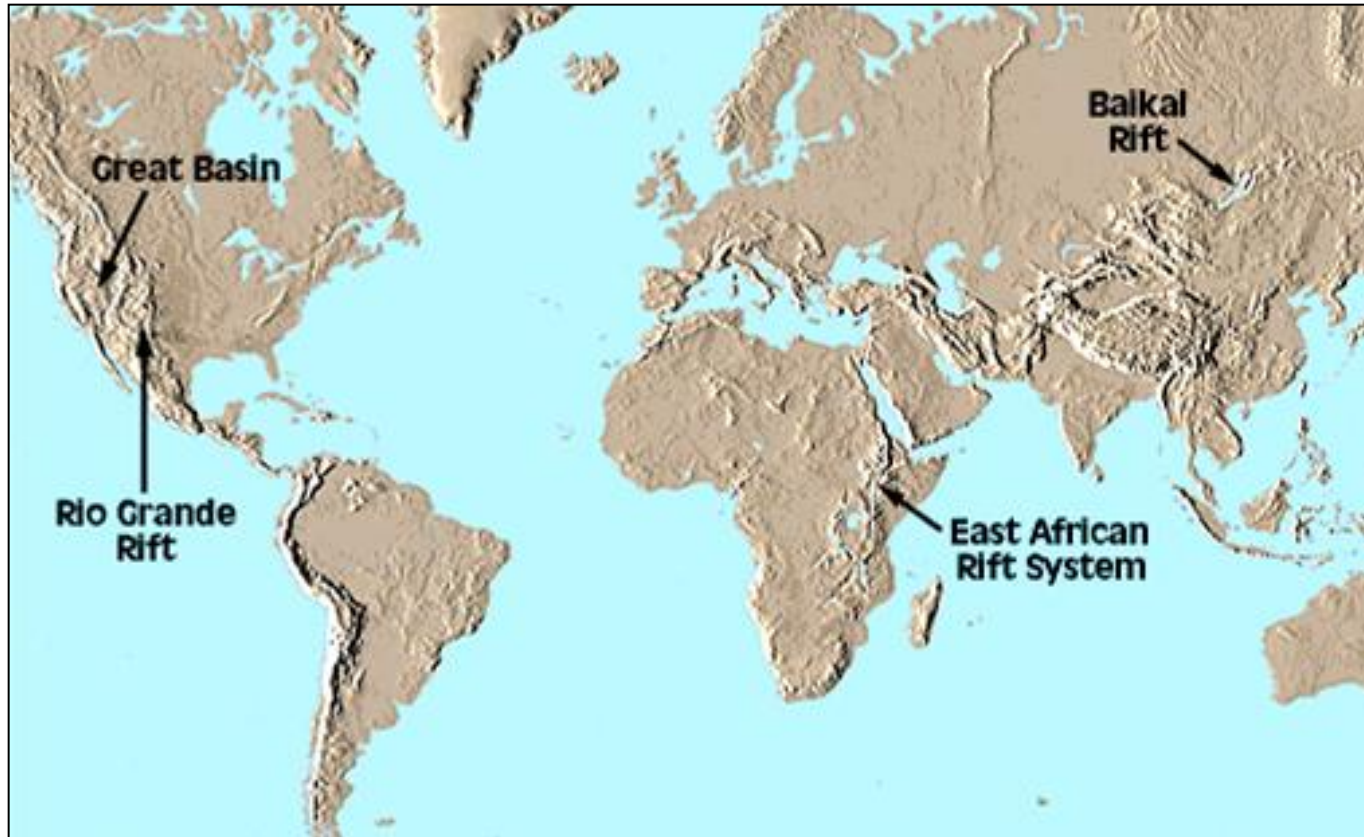 Baikal
Rift
Great Basin
Rio Grande
Rift
East African
Rift System